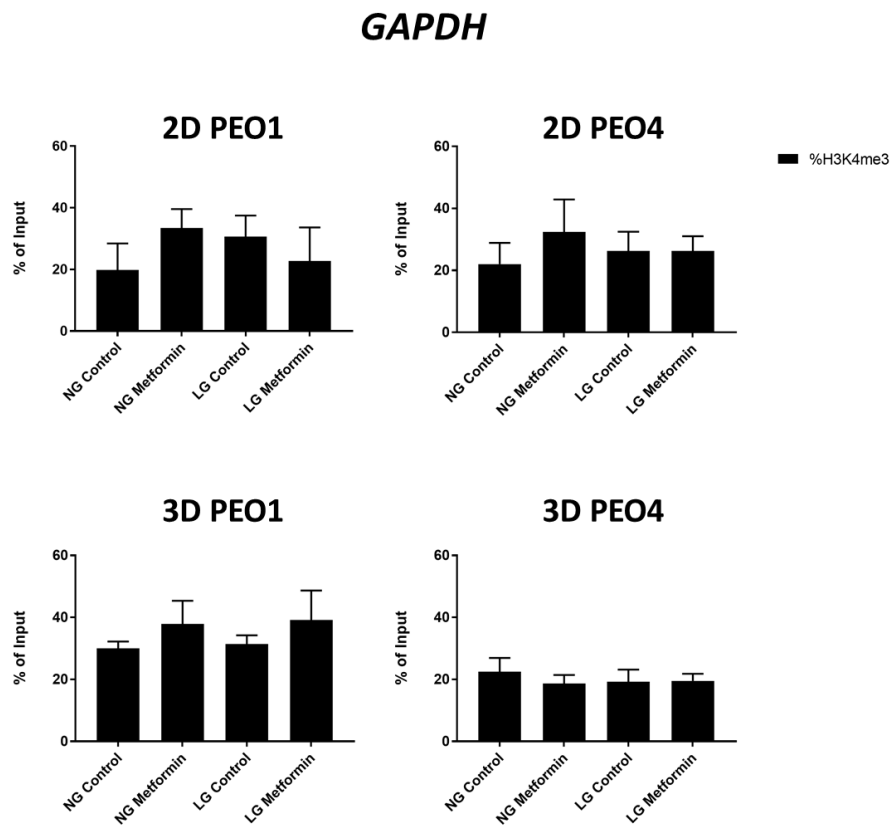 GAPDH
2D PEO1
% of Input
60
40
20
0
NG Control
NG Metformin
LG Control
LG Metformin
2D PEO4
% of Input
60
40
20
0
NG Control
NG Metformin
LG Control
LG Metformin
%H3K4me3
3D PEO1
% of Input
60
40
20
0
NG Control
NG Metformin
LG Control
LG Metformin
3D PEO4
% of Input
60
40
20
0
NG Control
NG Metformin
LG Control
LG Metformin